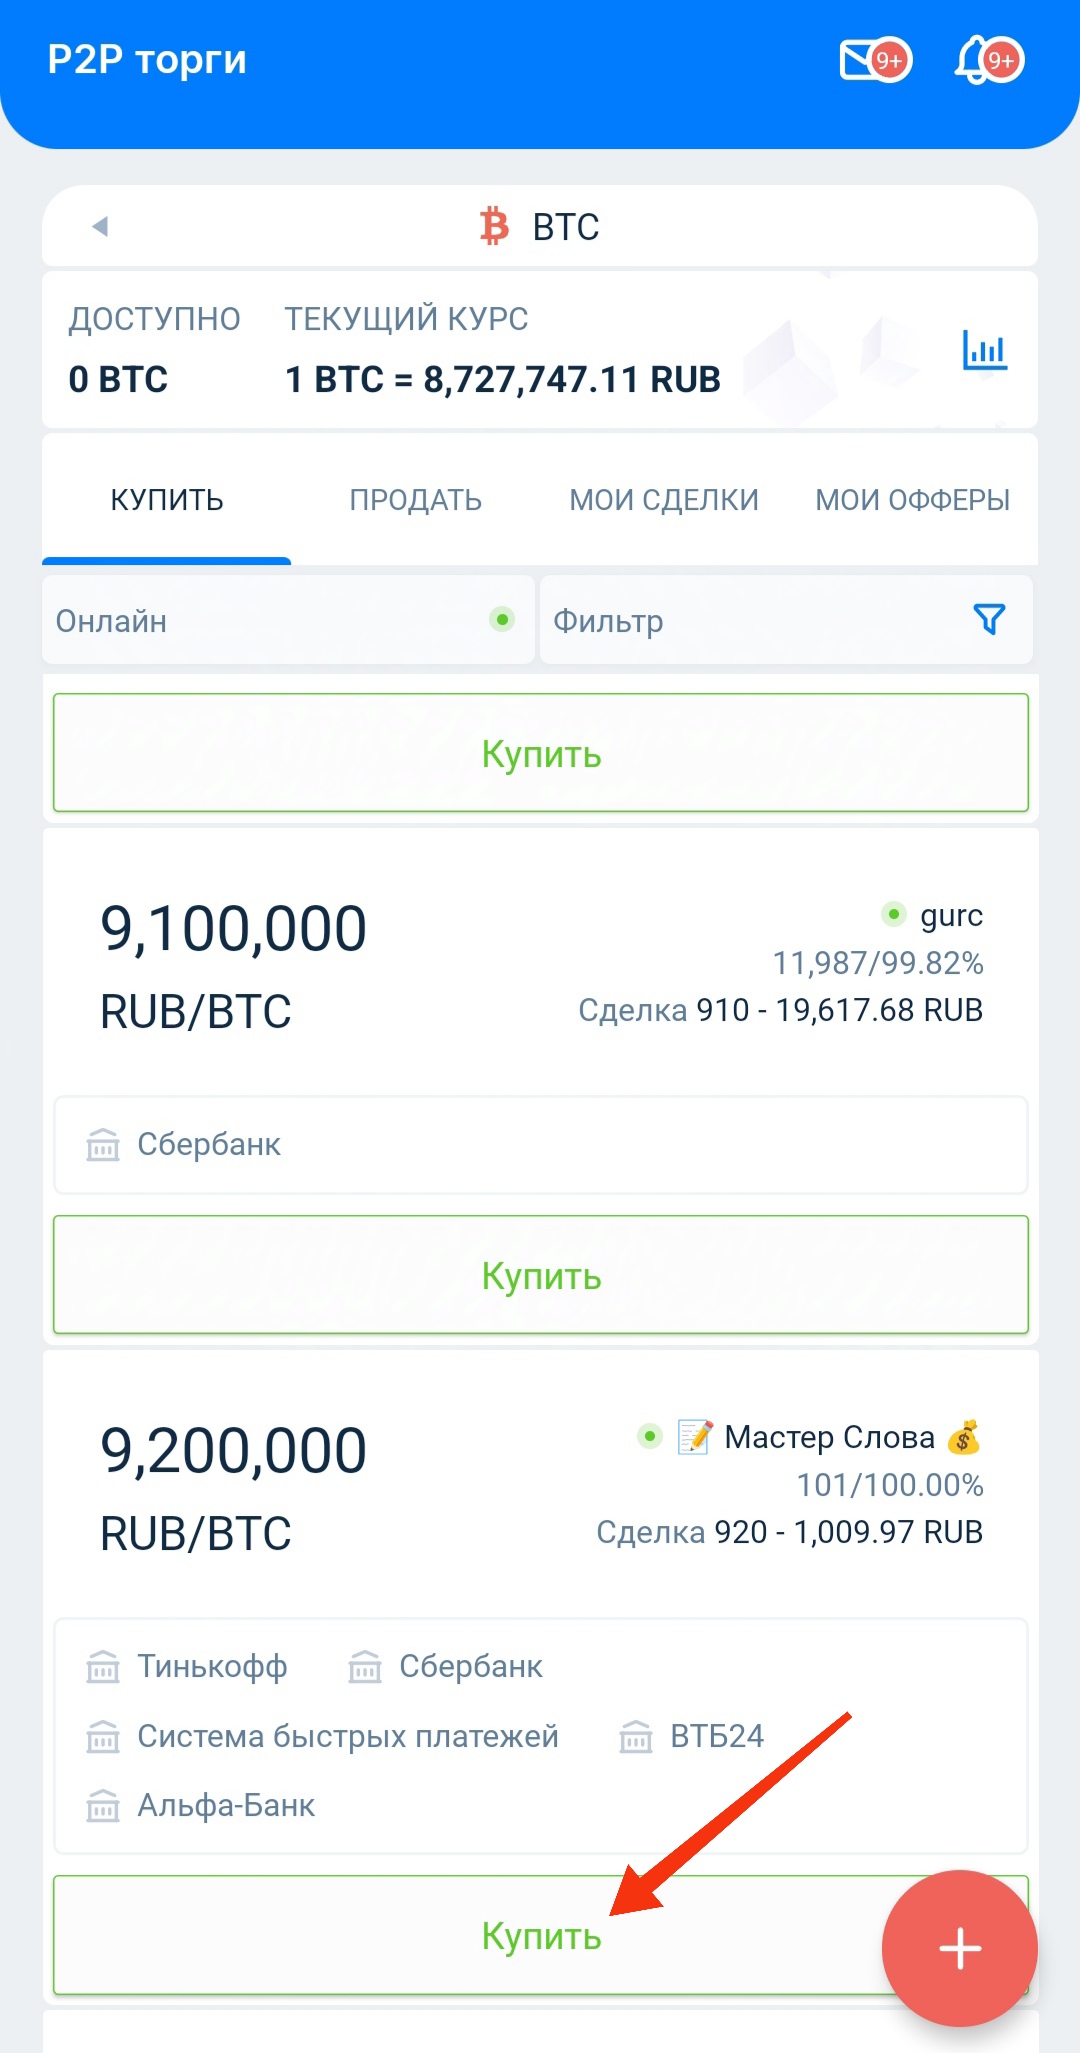 P2P торги
9+
9+
BTC
ДОСТУПНО
ТЕКУЩИЙ КУРС
0 BTC
1 BTC = 8,727,747.11 RUB
КУПИТЬ
ПРОДАТЬ
МОИ СДЕЛКИ
МОИ ОФФЕРЫ
Онлайн
Фильтр
Купить
9,100,000
RUB/BTC
gurc
11,987/99.82%
Сделка 910 - 19,617.68 RUB
Сбербанк
Купить
9,200,000
RUB/BTC
📝 Мастер Слова 💰
101/100.00%
Сделка 920 - 1,009.97 RUB
Тинькофф
Сбербанк
Система быстрых платежей
ВТБ24
Альфа-Банк
Купить